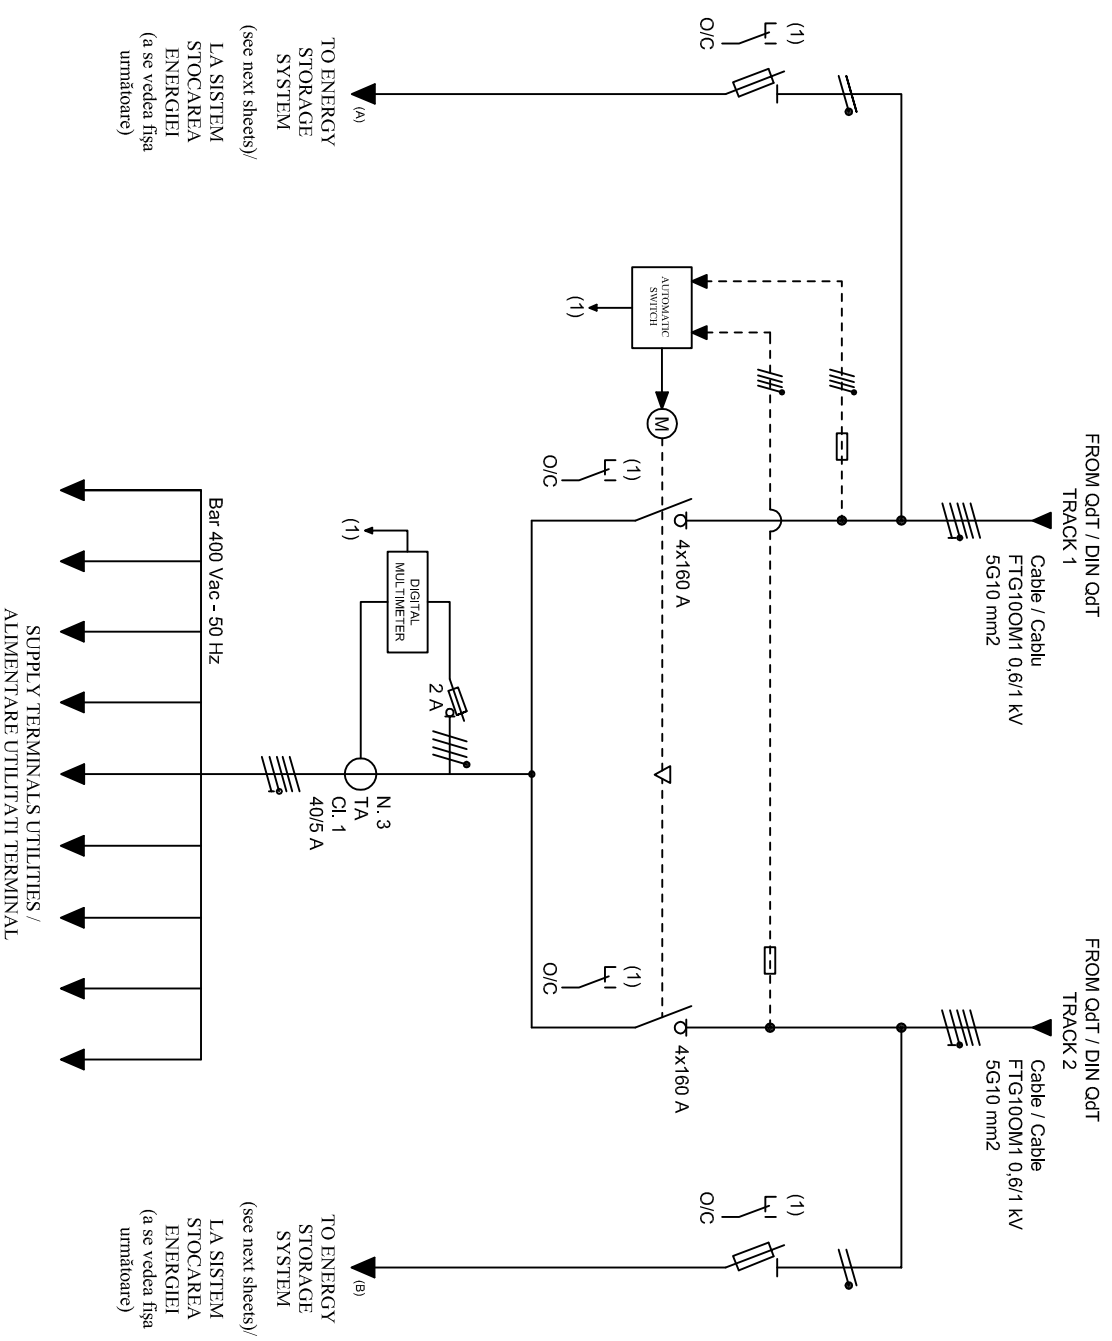 FROM QdT / DIN QdT
TRACK 1
Cable / Cablu
FTG10OM1 0,6/1 kV
5G10 mm2
FROM QdT / DIN QdT
TRACK 2
Cable / Cable
FTG10OM1 0,6/1 kV
5G10 mm2
(1)
O/C
(1)
O/C
AUTOMATIC
SWITCH
(1)
M
(1)
O/C
4x160 A
(1)
O/C
4x160 A
DIGITAL
MULTIMETER
(1)
2 A
N. 3
TA
Cl. 1
40/5 A
(A)
TO ENERGY
STORAGE
SYSTEM
(see next sheets)/
LA SISTEM
STOCAREA
ENERGIEI
(a se vedea fişa
următoare)
(B)
TO ENERGY
STORAGE
SYSTEM
(see next sheets)/
LA SISTEM
STOCAREA
ENERGIEI
(a se vedea fişa
următoare)
Bar 400 Vac - 50 Hz
SUPPLY TERMINALS UTILITIES /
ALIMENTARE UTILITATI TERMINAL